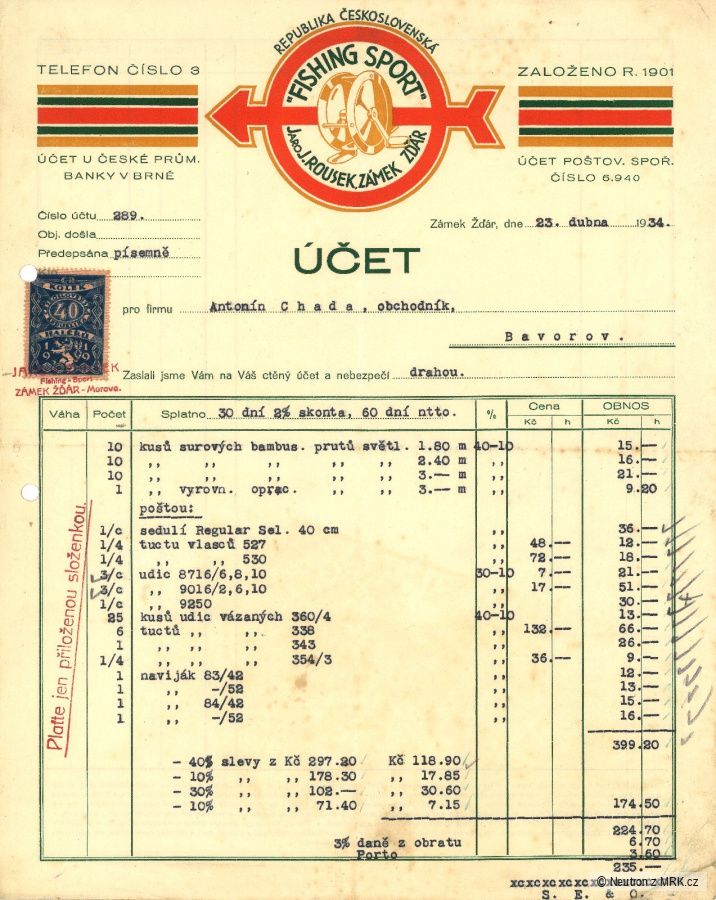 REPUBLIKA ČESKOSLOVENSKÁ
"FISHING SPORT"
JARO J. ROUSEK, ZÁMEK ŽĎÁR
TELEFON ČÍSLO 3
ZALOŽENO R. 1901
ÚČET U ČESKÉ PRŮM.
BANKY V BRNĚ
ÚČET POŠTOV. SPOŘ.
ČÍSLO 6.940
Číslo účtu 289.
Obj. došla
Předepsána písemně
Zámek Žďár, dne 23. dubna 1934.
ÚČET
KOLEK
40
HALÉŘŮ
1919
Fishing-Sport
ZÁMEK ŽĎÁR - Morava.
pro firmu Antonín C h a d a , obchodník,
B a v o r o v .
Zaslali jsme Vám na Váš ctěný účet a nebezpečí drahou.
Váha Počet Splatno 30 dní 2% skonta, 60 dní ntto. % Cena OBNOS
Kč h Kč h
10 kusů surových bambus. prutů světl. 1.80 m 40-10 15.—
10 ,, ,, ,, ,, ,, 2.40 m ,, 16.—
10 ,, ,, ,, ,, ,, 3.— m ,, 21.—
1 ,, vyrovn. oprac. ,, ,, 3.— m ,, 9.20
poštou:
1/c sedulí Regular Sel. 40 cm ,, 36.—
1/4 tuctu vlasců 527 ,, 48.— 12.—
1/4 ,, ,, 530 ,, 72.— 18.—
3/c udic 8716/6,8,10 30-10 7.— 21.—
3/c ,, 9016/2,6,10 ,, 17.— 51.—
1/c ,, 9250 ,, 30.—
25 kusů udic vázaných 360/4 40-10 13.—
6 tuctů ,, ,, 338 ,, 132.— 66.—
1 ,, ,, ,, 343 ,, 26.—
1/4 ,, ,, ,, 354/3 ,, 36.— 9.—
1 naviják 83/42 ,, 12.—
1 ,, -/52 ,, 13.—
1 ,, 84/42 ,, 15.—
1 ,, -/52 ,, 16.—
399.20
- 40% slevy z Kč 297.20 Kč 118.90
- 10% ,, ,, 178.30 ,, 17.85
- 30% ,, ,, 102.— ,, 30.60
- 10% ,, ,, 71.40 ,, 7.15 174.50
224.70
3% daně z obratu 6.70
Porto 3.60
235.—
S. E. & O.
Platte jen přiloženou složenkou.
© Neutron z MRK.cz